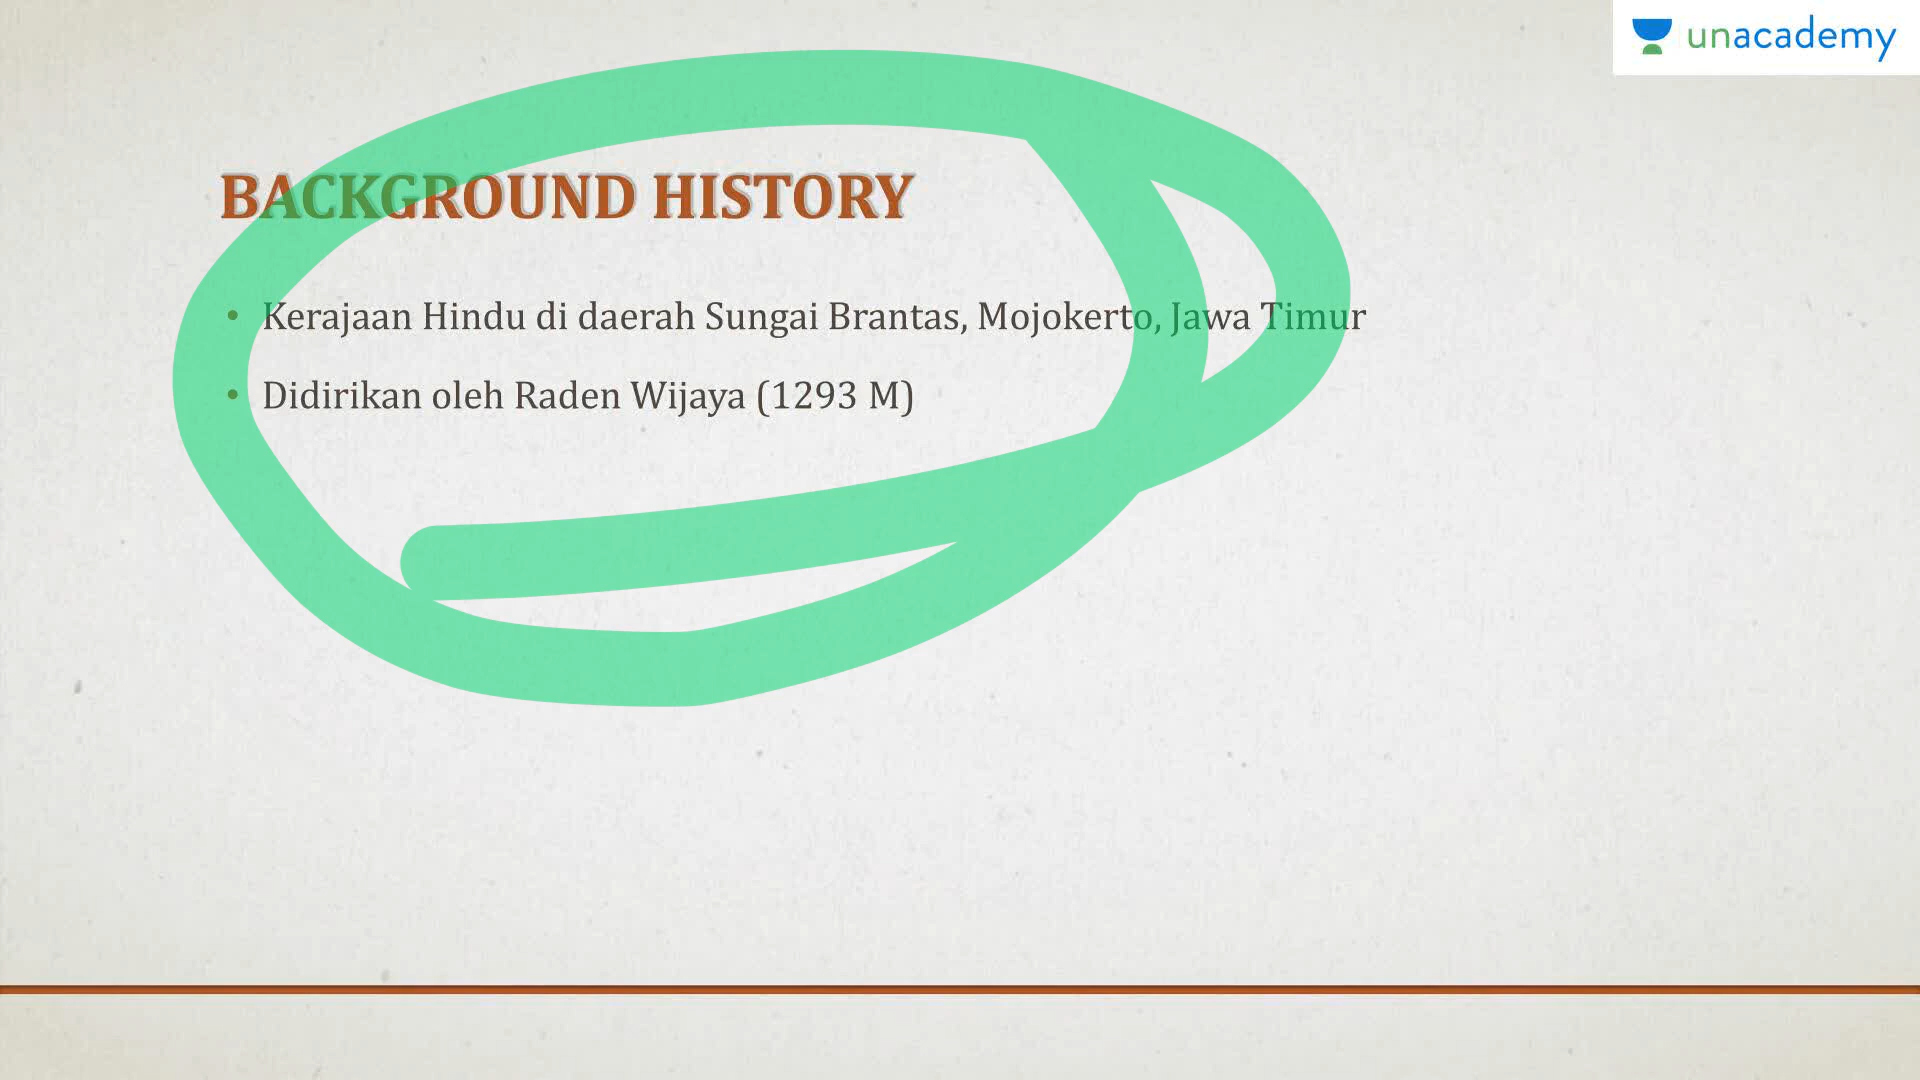 unacademy
BACKGROUND HISTORY
• Kerajaan Hindu di daerah Sungai Brantas, Mojokerto, Jawa Timur
• Didirikan oleh Raden Wijaya (1293 M)